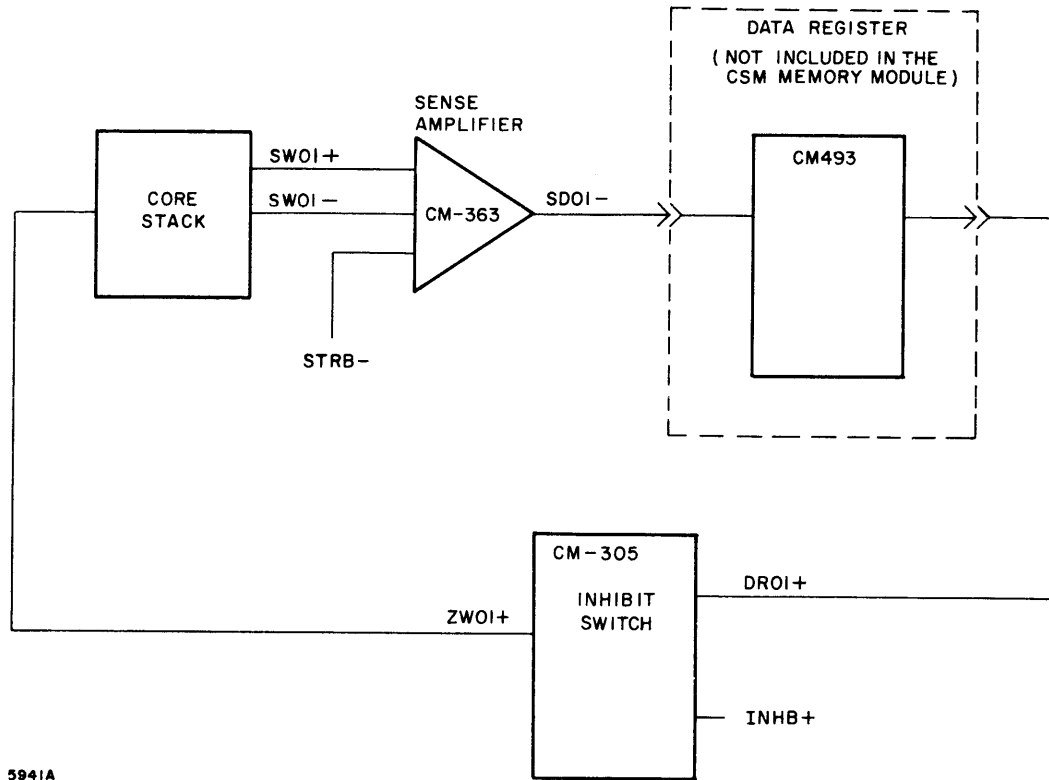 DATA REGISTER
(NOT INCLUDED IN THE
CSM MEMORY MODULE)
SENSE
AMPLIFIER
CM493
SW01+
CORE
STACK
SW01-
CM-363
SD01-
STRB-
CM-305
INHIBIT
SWITCH
DR01+
ZW01+
INHB+
5941A